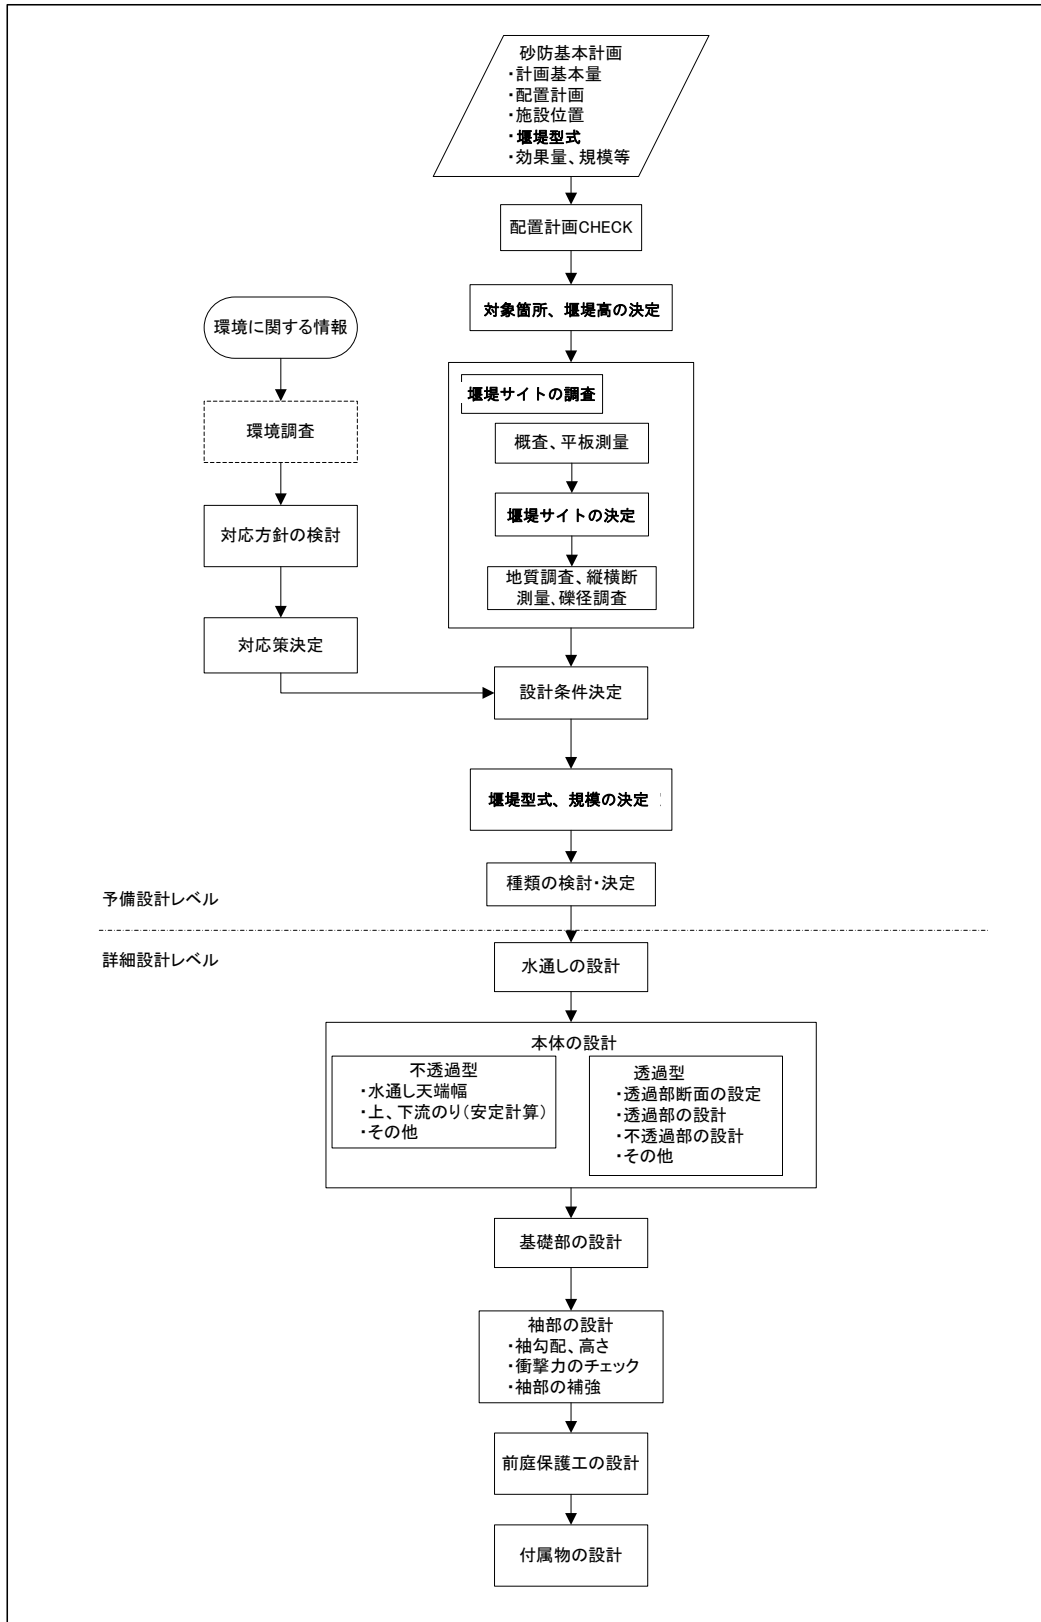 砂防基本計画
・計画基本量
・配置計画
・施設位置
・堰堤型式
・効果量、規模等
配置計画CHECK
対象箇所、堰堤高の決定
環境に関する情報
環境調査
対応方針の検討
対応策決定
堰堤サイトの調査
概査、平板測量
堰堤サイトの決定
地質調査、縦横断
測量、礫径調査
設計条件決定
堰堤型式、規模の決定
種類の検討・決定
予備設計レベル
詳細設計レベル
水通しの設計
本体の設計
不透過型
・水通し天端幅
・上、下流のり(安定計算)
・その他
透過型
・透過部断面の設定
・透過部の設計
・不透過部の設計
・その他
基礎部の設計
袖部の設計
・袖勾配、高さ
・衝撃力のチェック
・袖部の補強
前庭保護工の設計
付属物の設計